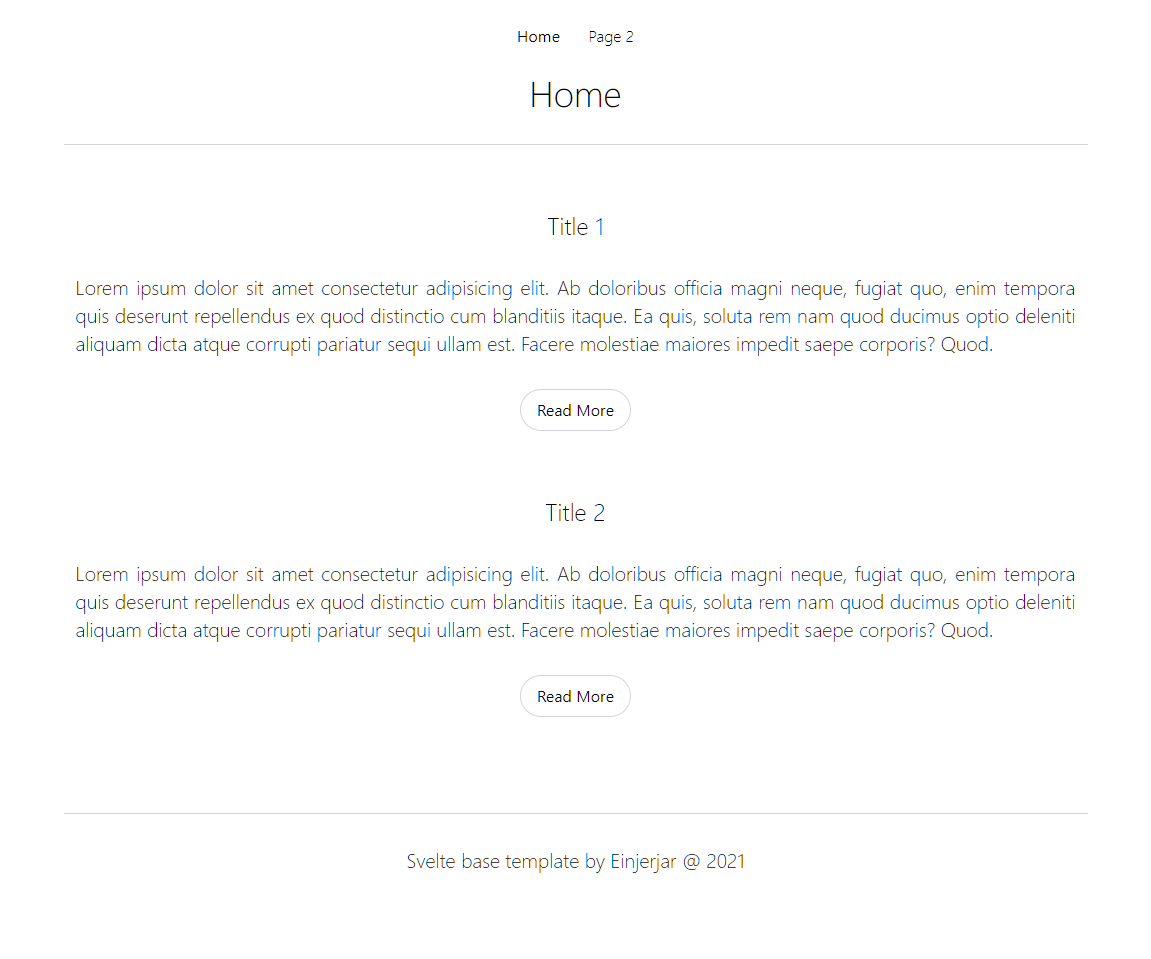 Home Page 2
Home
Title 1
Lorem ipsum dolor sit amet consectetur adipisicing elit. Ab doloribus officia magni neque, fugiat quo, enim tempora
quis deserunt repellendus ex quod distinctio cum blanditiis itaque. Ea quis, soluta rem nam quod ducimus optio deleniti
aliquam dicta atque corrupti pariatur sequi ullam est. Facere molestiae maiores impedit saepe corporis? Quod.
Read More
Title 2
Lorem ipsum dolor sit amet consectetur adipisicing elit. Ab doloribus officia magni neque, fugiat quo, enim tempora
quis deserunt repellendus ex quod distinctio cum blanditiis itaque. Ea quis, soluta rem nam quod ducimus optio deleniti
aliquam dicta atque corrupti pariatur sequi ullam est. Facere molestiae maiores impedit saepe corporis? Quod.
Read More
Svelte base template by Einjerjar @ 2021